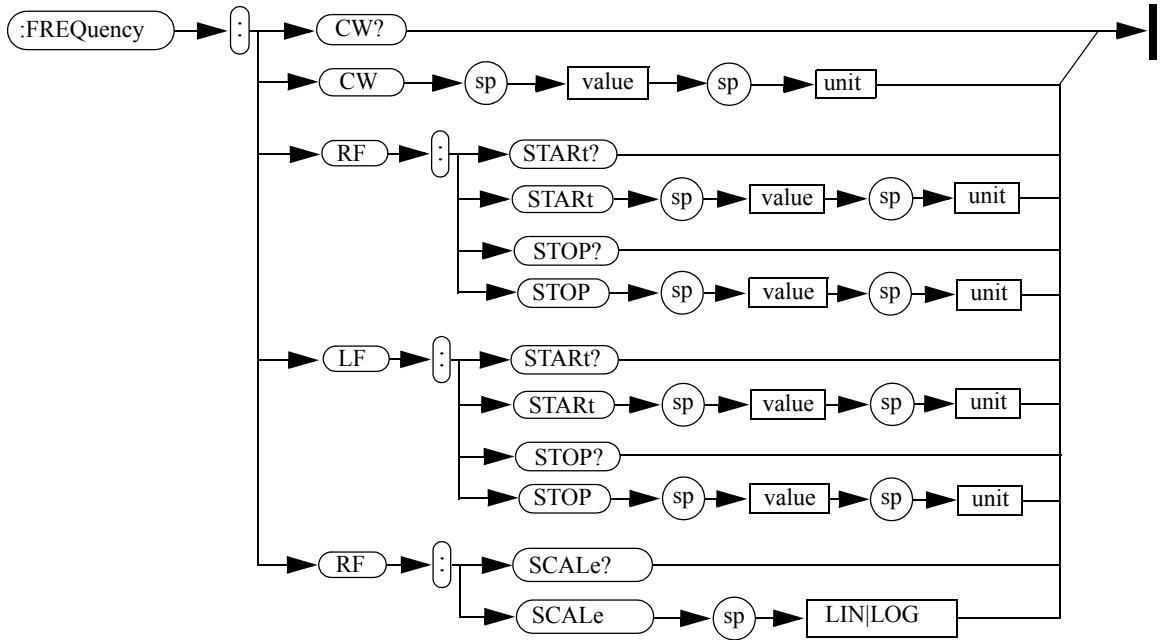 :FREQuency : CW?
CW sp value sp unit
RF : STARt?
STARt sp value sp unit
STOP?
STOP sp value sp unit
LF : STARt?
STARt sp value sp unit
STOP?
STOP sp value sp unit
RF : SCALe?
SCALe sp LIN|LOG